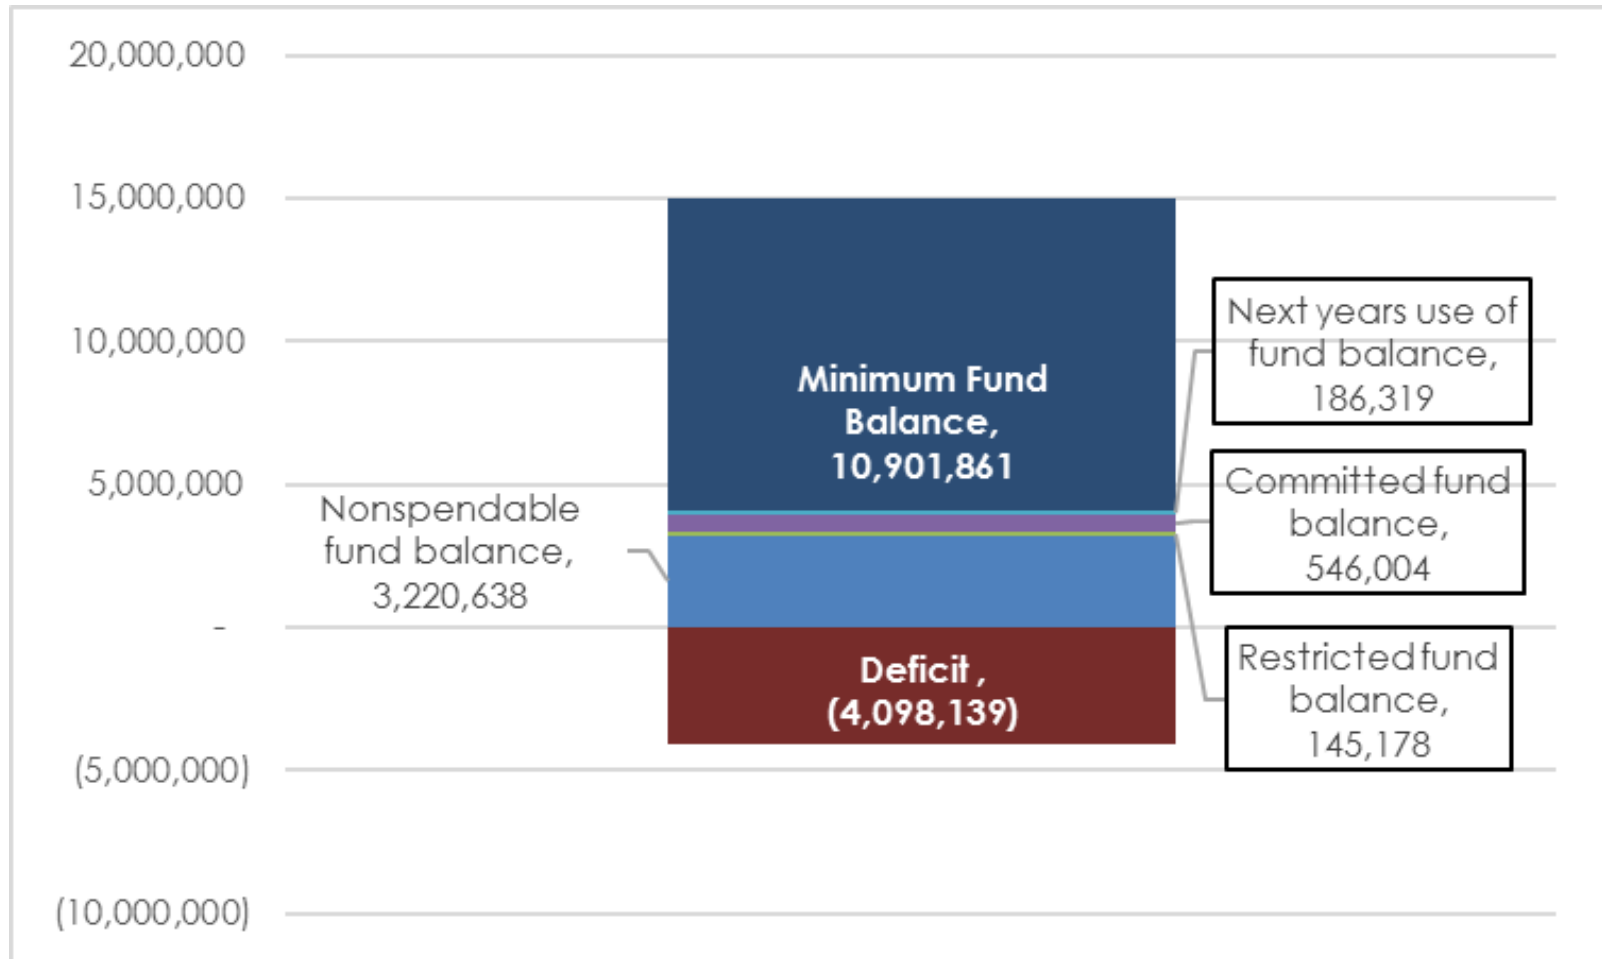 20,000,000
15,000,000
10,000,000
5,000,000
-
(5,000,000)
(10,000,000)
Nonspendable
fund balance,
3,220,638
Minimum Fund
Balance,
10,901,861
Deficit ,
(4,098,139)
Next years use of
fund balance,
186,319
Committed fund
balance,
546,004
Restricted fund
balance,
145,178